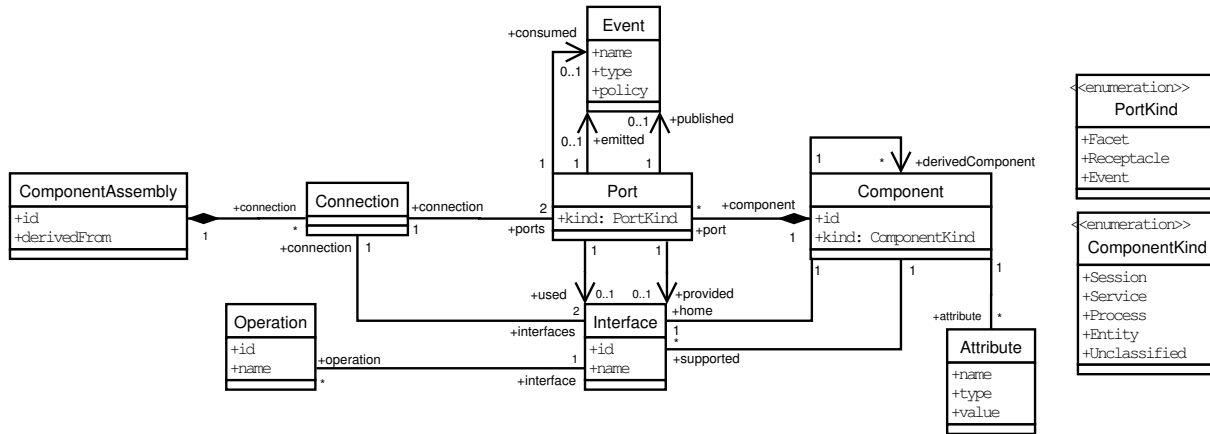 Event
+name
+type
+policy
+consumed
0..1
0..1
+emitted
0..1
+published
1
1
1
<<enumeration>>
PortKind
+Facet
+Receptacle
+Event
ComponentAssembly
+id
+derivedFrom
1
+connection
*
Connection
+connection
1
2
+ports
Port
+kind: PortKind
*
+port
+component
1
1
*
+derivedComponent
Component
+id
+kind: ComponentKind
<<enumeration>>
ComponentKind
+Session
+Service
+Process
+Entity
+Unclassified
+connection
1
1
1
1
1
1
+used
0..1
0..1
+provided
2
+interfaces
+home
1
*
+supported
+attribute
*
Operation
+id
+name
+operation
*
1
+interface
Interface
+id
+name
Attribute
+name
+type
+value